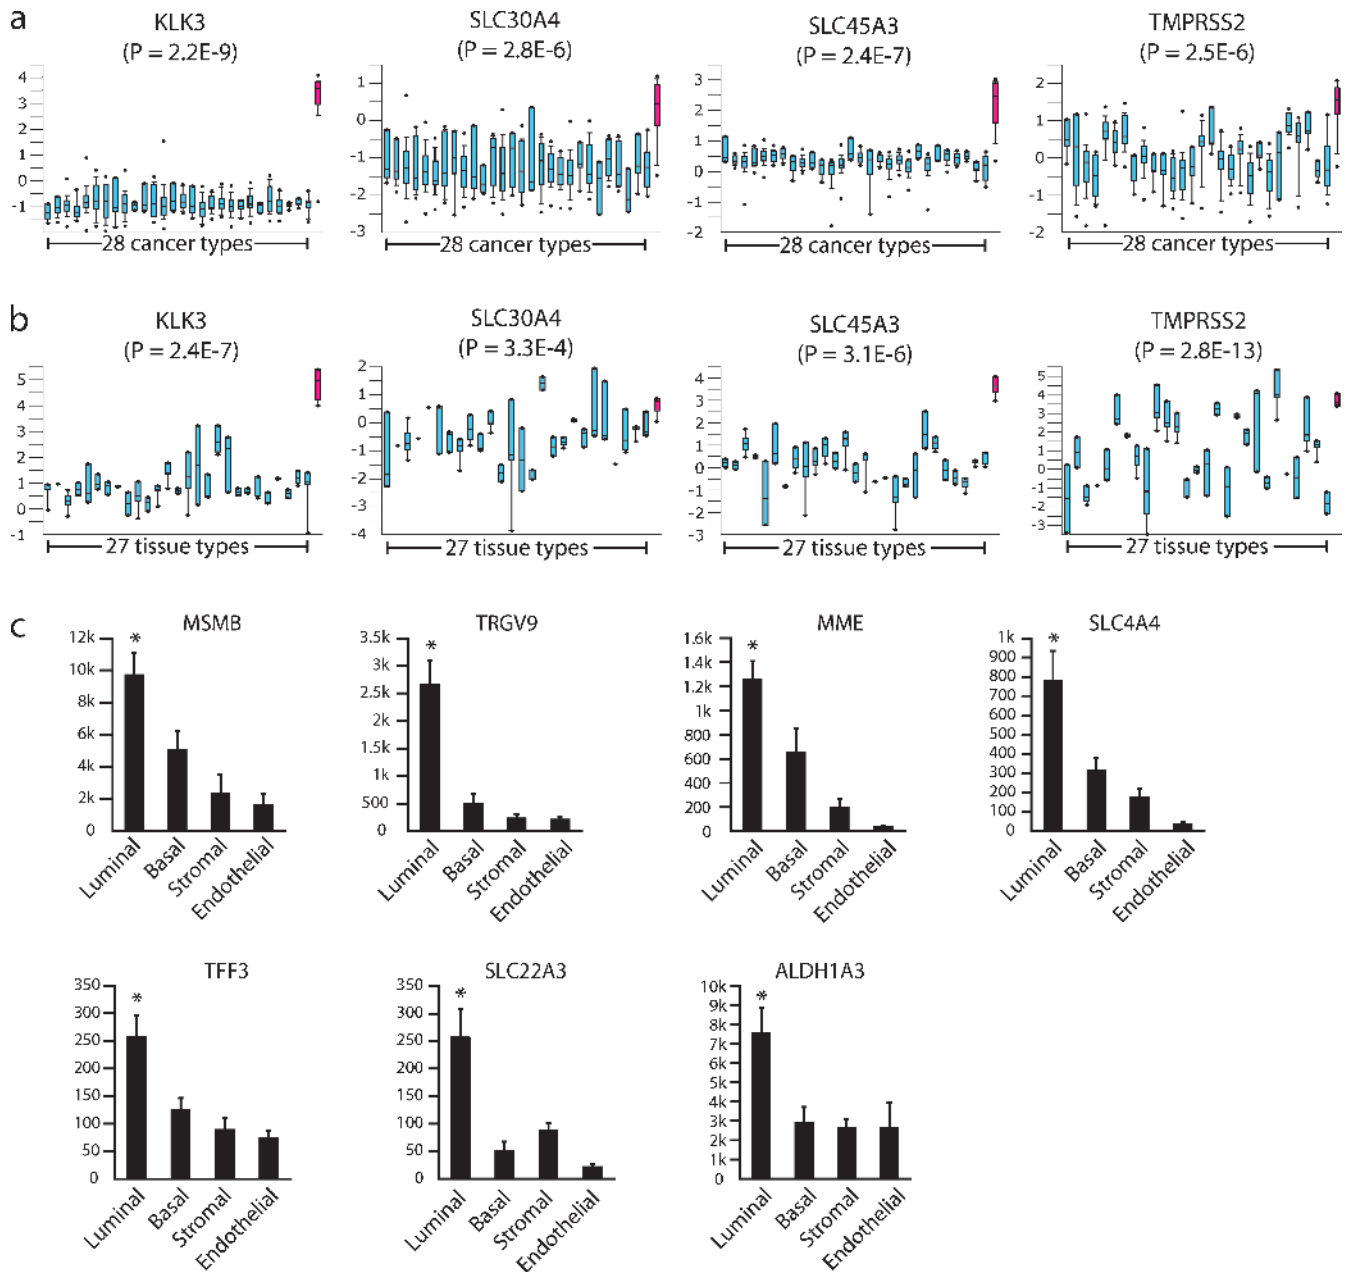 a
KLK3
(P = 2.2E-9)
4
3
2
1
0
-1
28 cancer types
SLC30A4
(P = 2.8E-6)
1
0
-1
-2
-3
28 cancer types
SLC45A3
(P = 2.4E-7)
3
2
1
0
-1
-2
28 cancer types
TMPRSS2
(P = 2.5E-6)
2
1
0
-1
-2
28 cancer types
b
KLK3
(P = 2.4E-7)
5
4
3
2
1
0
-1
27 tissue types
SLC30A4
(P = 3.3E-4)
2
1
0
-1
-2
-3
-4
27 tissue types
SLC45A3
(P = 3.1E-6)
4
3
2
1
0
-1
-2
-3
27 tissue types
TMPRSS2
(P = 2.8E-13)
5
4
3
2
1
0
-1
-2
-3
27 tissue types
c
MSMB
*
12k
10k
8k
6k
4k
2k
0
Luminal
Basal
Stromal
Endothelial
TRGV9
*
3.5k
3k
2.5k
2k
1.5k
1k
500
0
Luminal
Basal
Stromal
Endothelial
MME
*
1.6k
1.4k
1.2k
1k
800
600
400
200
0
Luminal
Basal
Stromal
Endothelial
SLC4A4
*
1k
900
800
700
600
500
400
300
200
100
0
Luminal
Basal
Stromal
Endothelial
TFF3
*
350
300
250
200
150
100
50
0
Luminal
Basal
Stromal
Endothelial
SLC22A3
*
350
300
250
200
150
100
50
0
Luminal
Basal
Stromal
Endothelial
ALDH1A3
*
10k
9k
8k
7k
6k
5k
4k
3k
2k
1k
0
Luminal
Basal
Stromal
Endothelial